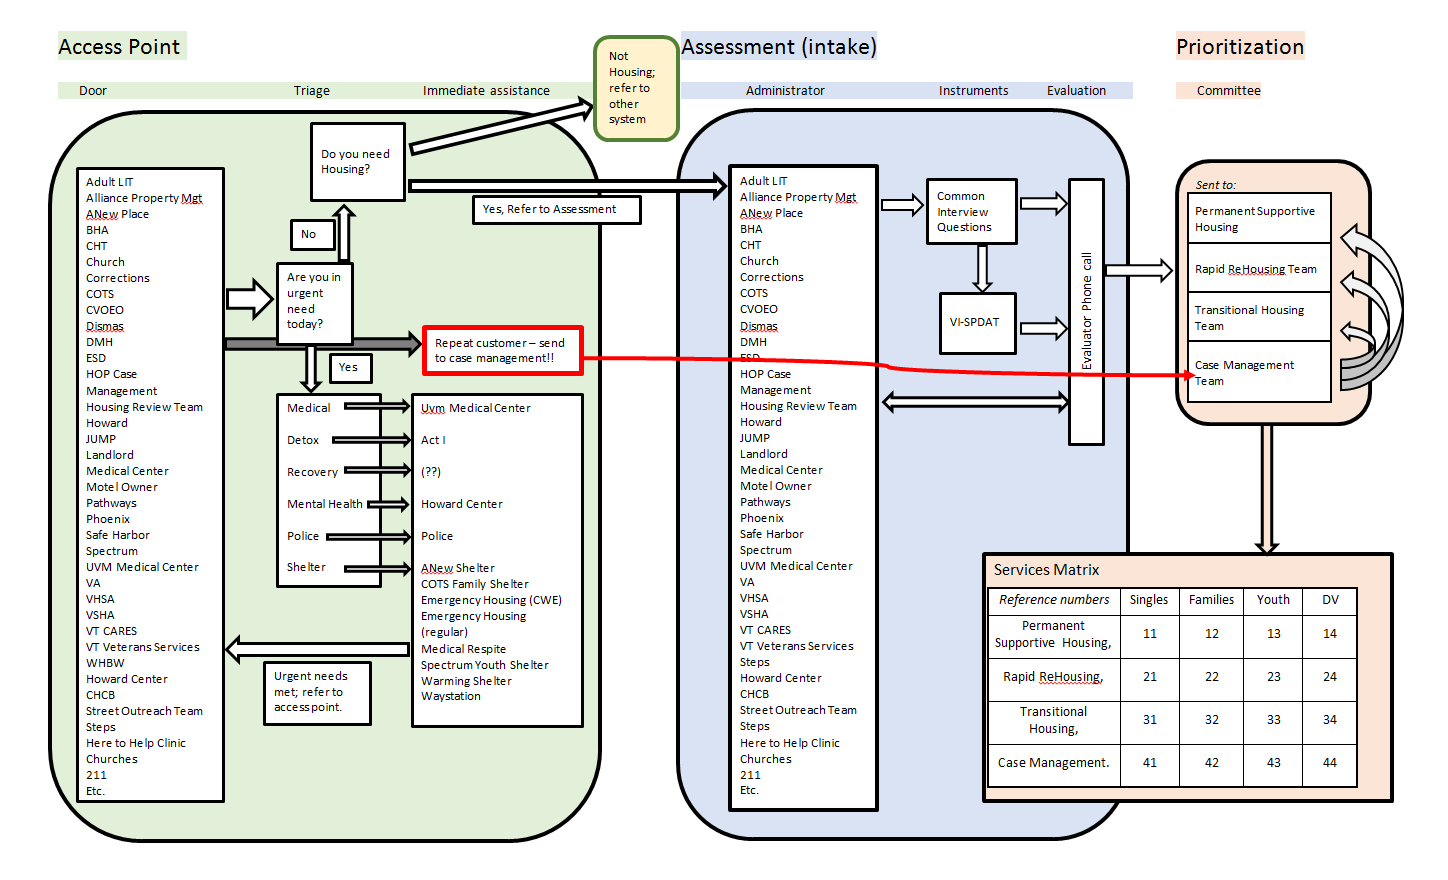 Access Point
Assessment (intake)
Prioritization
Door
Triage
Immediate assistance
Administrator
Instruments
Evaluation
Committee
Not
Housing;
refer to
other
system
Do you need
Housing?
Yes, Refer to Assessment
No
Are you in
urgent
need
today?
Yes
Repeat customer – send
to case management!!
Adult LIT
Alliance Property Mgt
ANew Place
BHA
CHT
Church
Corrections
COTS
CVOEO
Dismas
DMH
ESD
HOP Case
Management
Housing Review Team
Howard
JUMP
Landlord
Medical Center
Motel Owner
Pathways
Phoenix
Safe Harbor
Spectrum
UVM Medical Center
VA
VHSA
VSHA
VT CARES
VT Veterans Services
WHBW
Howard Center
CHCB
Street Outreach Team
Steps
Here to Help Clinic
Churches
211
Etc.
Medical
Detox
Recovery
Mental Health
Police
Shelter
Uvm Medical Center
Act I
(??)
Howard Center
Police
ANew Shelter
COTS Family Shelter
Emergency Housing (CWE)
Emergency Housing
(regular)
Medical Respite
Spectrum Youth Shelter
Warming Shelter
Waystation
Urgent needs
met; refer to
access point.
Adult LIT
Alliance Property Mgt
ANew Place
BHA
CHT
Church
Corrections
COTS
CVOEO
Dismas
DMH
ESD
HOP Case
Management
Housing Review Team
Howard
JUMP
Landlord
Medical Center
Motel Owner
Pathways
Phoenix
Safe Harbor
Spectrum
UVM Medical Center
VA
VHSA
VSHA
VT CARES
VT Veterans Services
Steps
Howard Center
CHCB
Street Outreach Team
Steps
Here to Help Clinic
Churches
211
Etc.
Common
Interview
Questions
VI-SPDAT
Evaluator Phone call
Sent to:
Permanent Supportive
Housing
Rapid ReHousing Team
Transitional Housing
Team
Case Management
Team
Services Matrix
Reference numbers Singles Families Youth DV
Permanent
Supportive Housing, 11 12 13 14
Rapid ReHousing, 21 22 23 24
Transitional
Housing, 31 32 33 34
Case Management. 41 42 43 44